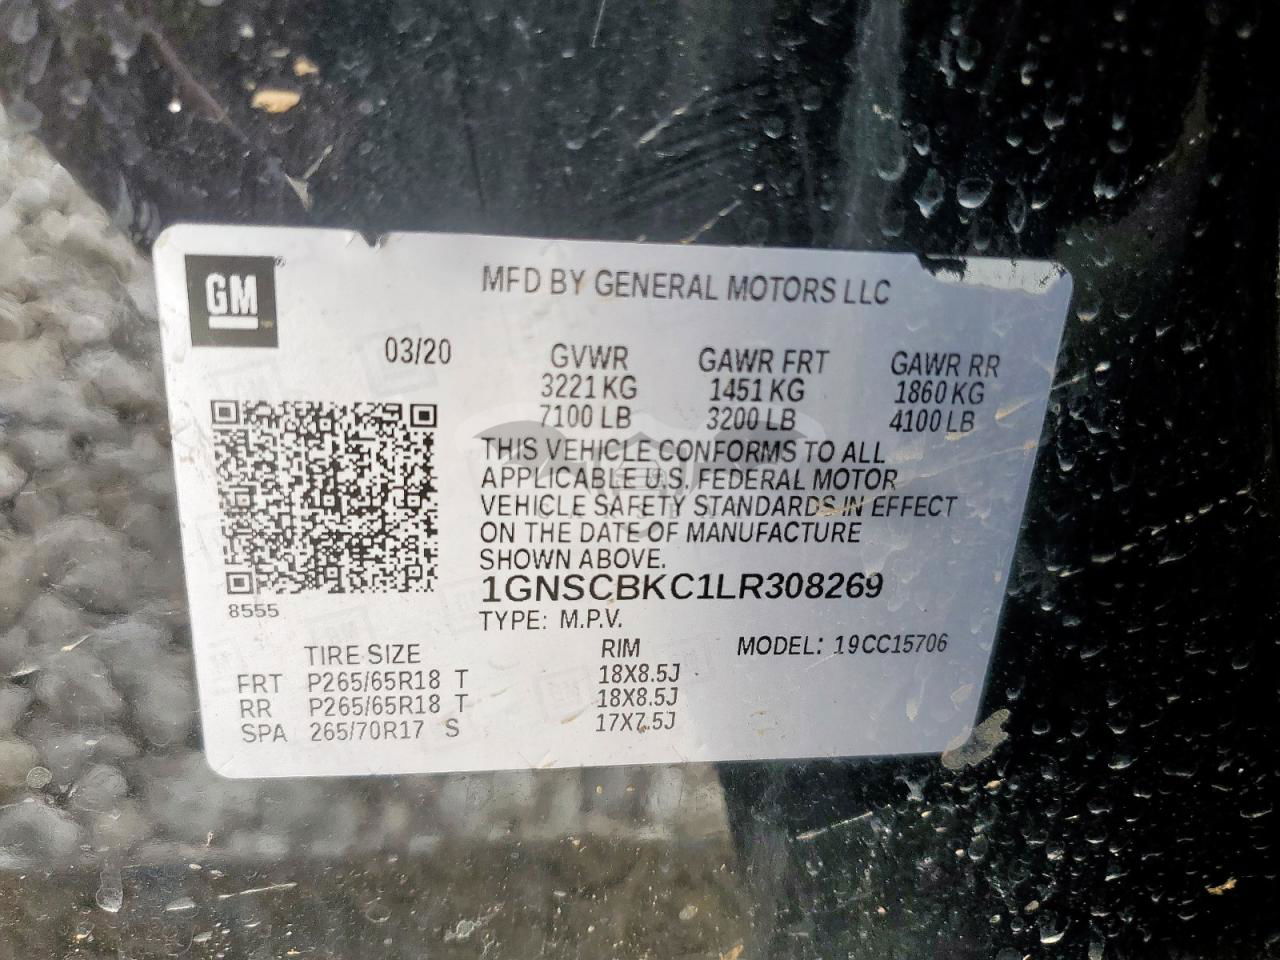 GM
MFD BY GENERAL MOTORS LLC
03/20 GVWR GAWR FRT GAWR RR
3221 KG 1451 KG 1860 KG
7100 LB 3200 LB 4100 LB
THIS VEHICLE CONFORMS TO ALL
APPLICABLE U.S. FEDERAL MOTOR
VEHICLE SAFETY STANDARDS IN EFFECT
ON THE DATE OF MANUFACTURE
SHOWN ABOVE.
1GNSCBKC1LR308269
8555
TYPE: M.P.V.
TIRE SIZE RIM MODEL: 19CC15706
FRT P265/65R18 T 18X8.5J
RR P265/65R18 T 18X8.5J
SPA 265/70R17 S 17X7.5J